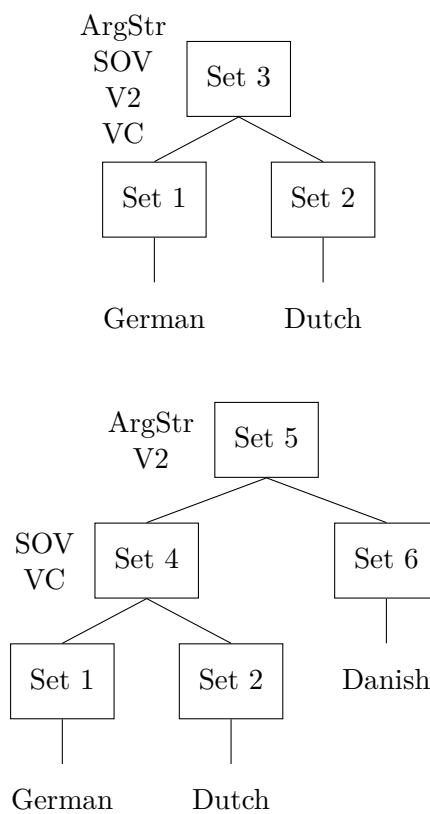 ArgStr
SOV
V2
VC
Set 3
Set 1
Set 2
German
Dutch
ArgStr
V2
Set 5
SOV
VC
Set 4
Set 6
Set 1
Set 2
Danish
German
Dutch